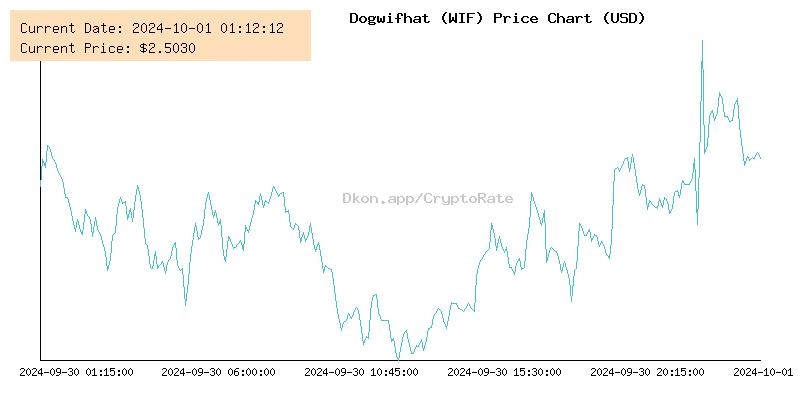 Dogwifhat (WIF) Price Chart (USD)
Current Date: 2024-10-01 01:12:12
Current Price: $2.5030
Dkon.app/CryptoRate
2024-09-30 01:15:00 2024-09-30 06:00:00 2024-09-30 10:45:00 2024-09-30 15:30:00 2024-09-30 20:15:00 2024-10-01